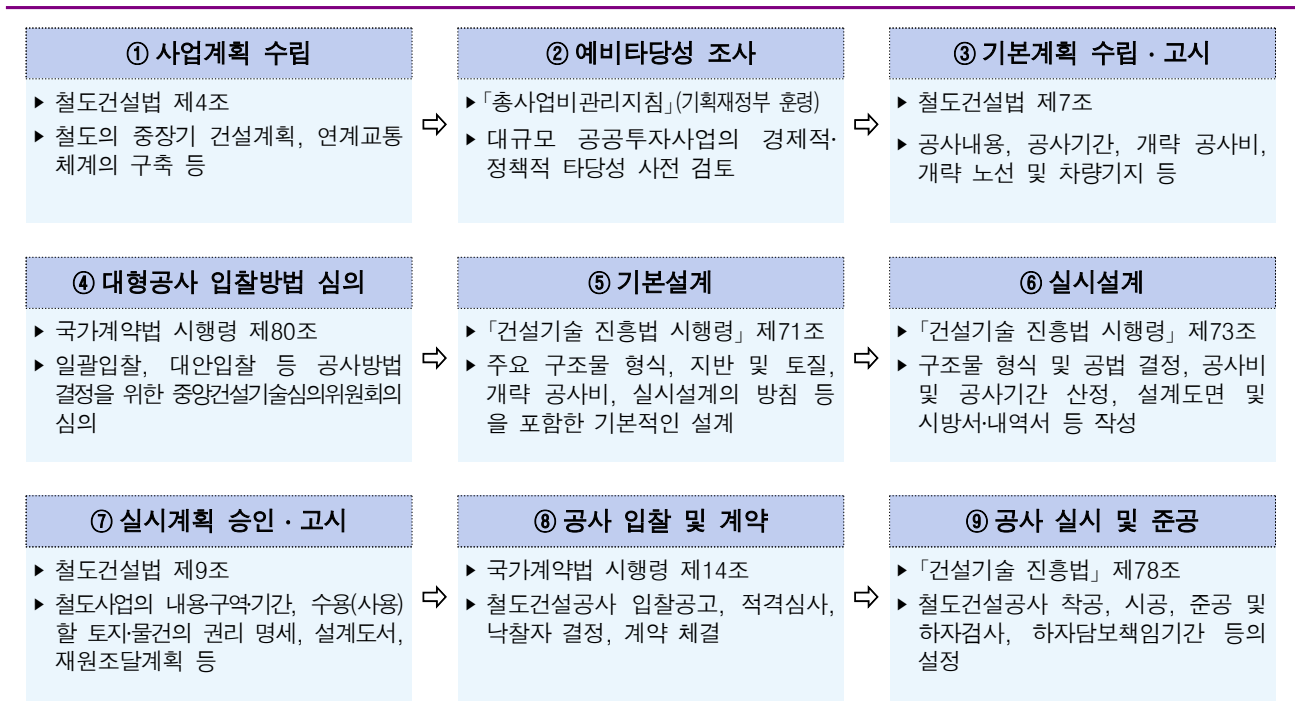 ① 사업계획 수립
▸ 철도건설법 제4조
▸ 철도의 중장기 건설계획, 연계교통
체계의 구축 등
⇨
② 예비타당성 조사
▸「총사업비관리지침」(기획재정부 훈령)
▸ 대규모 공공투자사업의 경제적·
정책적 타당성 사전 검토
⇨
③ 기본계획 수립 · 고시
▸ 철도건설법 제7조
▸ 공사내용, 공사기간, 개략 공사비,
개략 노선 및 차량기지 등
④ 대형공사 입찰방법 심의
▸ 국가계약법 시행령 제80조
▸ 일괄입찰, 대안입찰 등 공사방법
결정을 위한 중앙건설기술심의위원회의
심의
⇨
⑤ 기본설계
▸ 「건설기술 진흥법 시행령」 제71조
▸ 주요 구조물 형식, 지반 및 토질,
개략 공사비, 실시설계의 방침 등
을 포함한 기본적인 설계
⇨
⑥ 실시설계
▸ 「건설기술 진흥법 시행령」 제73조
▸ 구조물 형식 및 공법 결정, 공사비
및 공사기간 산정, 설계도면 및
시방서·내역서 등 작성
⑦ 실시계획 승인 · 고시
▸ 철도건설법 제9조
▸ 철도사업의 내용·구역·기간, 수용(사용)
할 토지·물건의 권리 명세, 설계도서,
재원조달계획 등
⇨
⑧ 공사 입찰 및 계약
▸ 국가계약법 시행령 제14조
▸ 철도건설공사 입찰공고, 적격심사,
낙찰자 결정, 계약 체결
⇨
⑨ 공사 실시 및 준공
▸ 「건설기술 진흥법」 제78조
▸ 철도건설공사 착공, 시공, 준공 및
하자검사, 하자담보책임기간 등의
설정